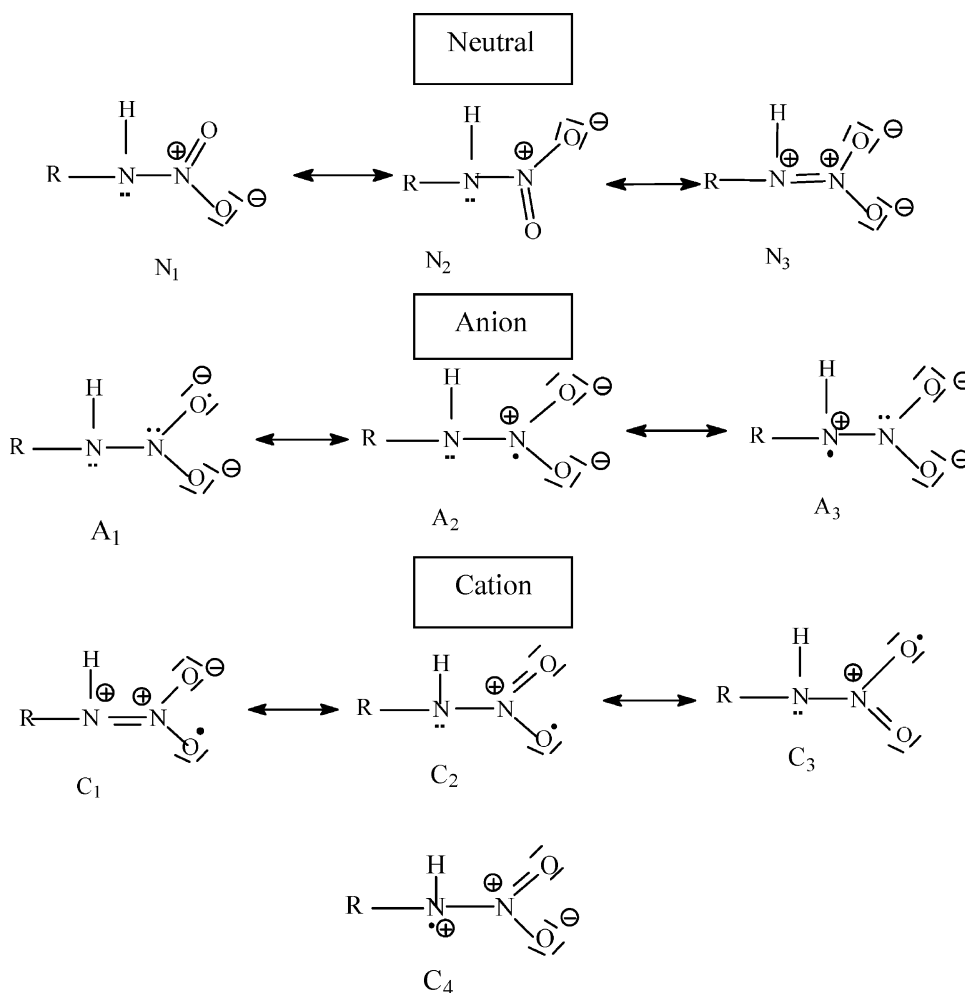 Neutral
H
O
R N N ⊕
O ⊖
N₁
H
O ⊖
R N N ⊕
O
N₂
H
O ⊖
R N ⊕ N ⊕
O ⊖
N₃
Anion
H
O ⊖
R N N
O ⊖
A₁
H
O ⊖
R N N ⊕
O ⊖
A₂
H
O ⊖
R N ⊕ N
O ⊖
A₃
Cation
H
O ⊖
R N ⊕ N ⊕
O
C₁
H
O
R N N ⊕
O
C₂
H
O
R N N ⊕
O
C₃
H
O
R N ⊕ N ⊕
O ⊖
C₄